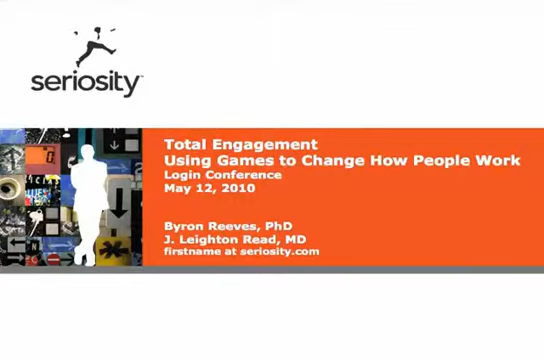 seriosity
Total Engagement
Using Games to Change How People Work
Login Conference
May 12, 2010
Byron Reeves, PhD
J. Leighton Read, MD
firstname at seriosity.com